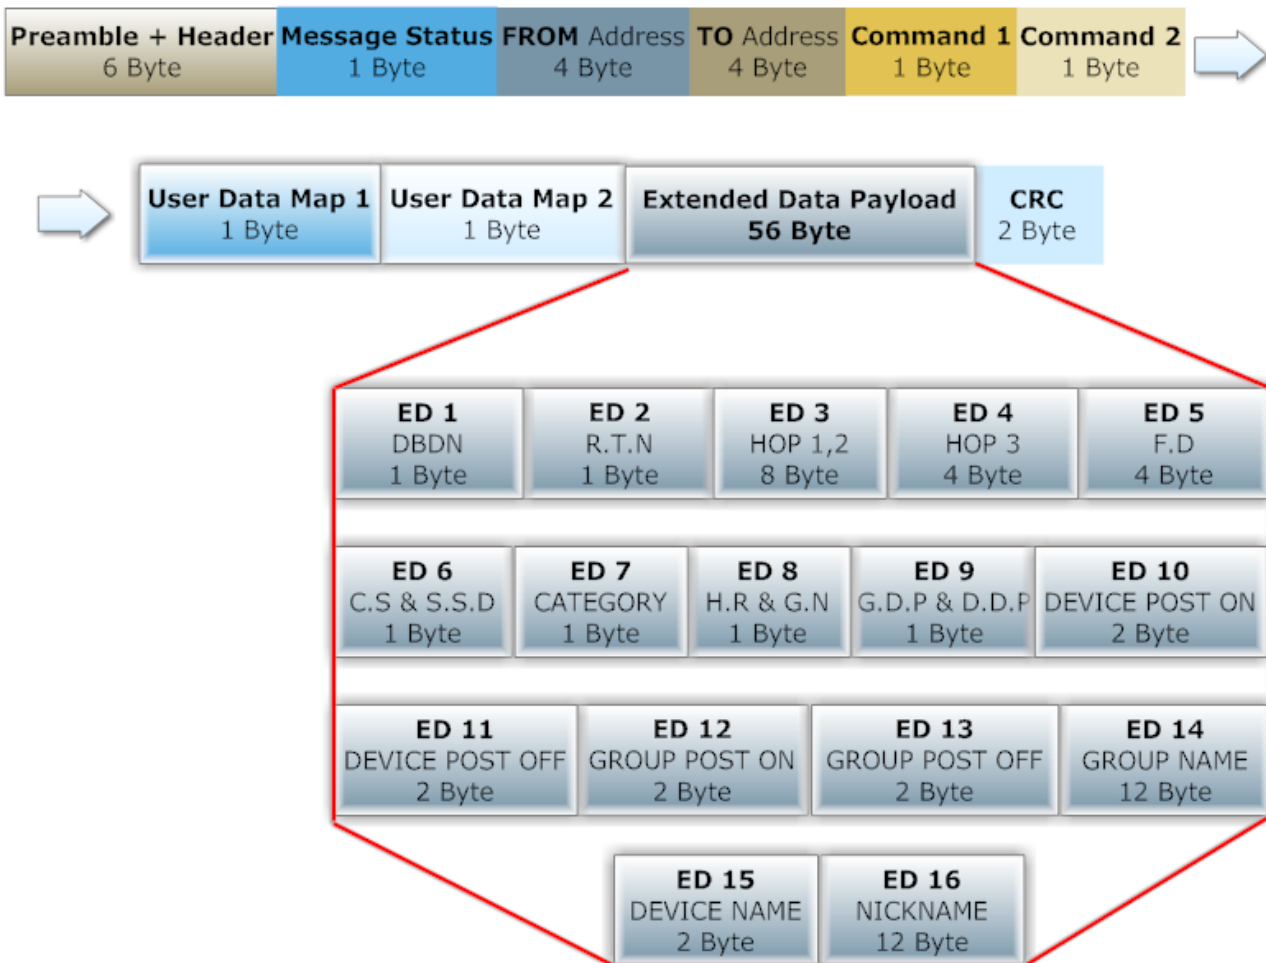 Preamble + Header
6 Byte
Message Status
1 Byte
FROM Address
4 Byte
TO Address
4 Byte
Command 1
1 Byte
Command 2
1 Byte
User Data Map 1
1 Byte
User Data Map 2
1 Byte
Extended Data Payload
56 Byte
CRC
2 Byte
ED 1
DBDN
1 Byte
ED 2
R.T.N
1 Byte
ED 3
HOP 1,2
8 Byte
ED 4
HOP 3
4 Byte
ED 5
F.D
4 Byte
ED 6
C.S & S.S.D
1 Byte
ED 7
CATEGORY
1 Byte
ED 8
H.R & G.N
1 Byte
ED 9
G.D.P & D.D.P
1 Byte
ED 10
DEVICE POST ON
2 Byte
ED 11
DEVICE POST OFF
2 Byte
ED 12
GROUP POST ON
2 Byte
ED 13
GROUP POST OFF
2 Byte
ED 14
GROUP NAME
12 Byte
ED 15
DEVICE NAME
2 Byte
ED 16
NICKNAME
12 Byte